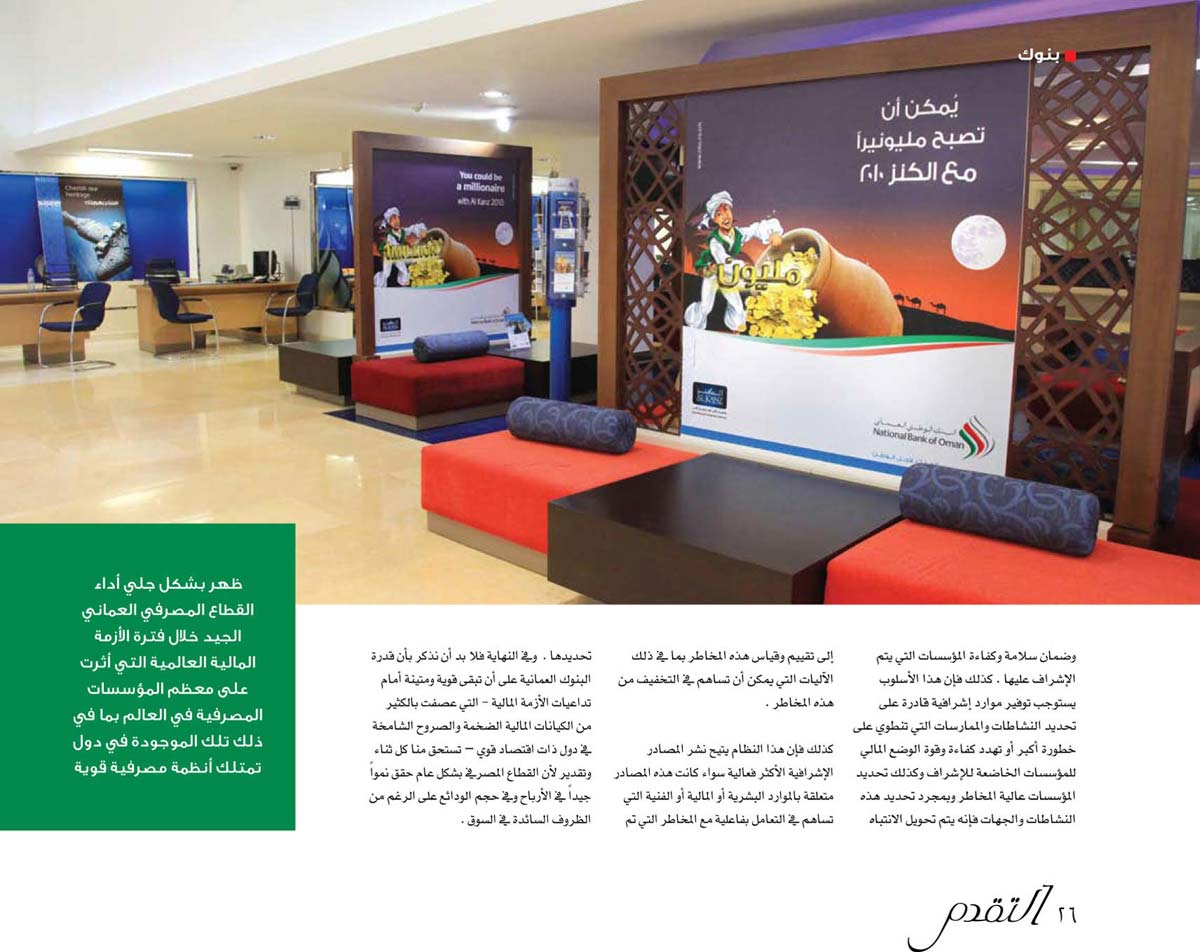 بنوك
يُمكن أن
تصبح مليونيراً
مع الكنز ٢٠١٠
مليون
الكنز
AL KANZ
البنك الوطني العماني
National Bank of Oman
You could be
a millionaire
with Al Kanz 2010
MILLION
National Bank of Oman
Cherish our
heritage
ظهر بشكل جلي أداء
القطاع المصرفي العماني
الجيد خلال فترة الأزمة
المالية العالمية التي أثرت
على معظم المؤسسات
المصرفية في العالم بما في
ذلك تلك الموجودة في دول
تمتلك أنظمة مصرفية قوية
وضمان سلامة وكفاءة المؤسسات التي يتم
الإشراف عليها . كذلك فإن هذا الأسلوب
يستوجب توفير موارد إشرافية قادرة على
تحديد النشاطات والممارسات التي تنطوي على
خطورة أكبر أو تهدد كفاءة وقوة الوضع المالي
للمؤسسات الخاضعة للإشراف وكذلك تحديد
المؤسسات عالية المخاطر وبمجرد تحديد هذه
النشاطات والجهات فإنه يتم تحويل الانتباه
إلى تقييم وقياس هذه المخاطر بما في ذلك
الآليات التي يمكن أن تساهم في التخفيف من
هذه المخاطر .
كذلك فإن هذا النظام يتيح نشر المصادر
الإشرافية الأكثر فعالية سواء كانت هذه المصادر
متعلقة بالموارد البشرية أو المالية أو الفنية التي
تساهم في التعامل بفاعلية مع المخاطر التي تم
تحديدها . وفي النهاية فلا بد أن نذكر بأن قدرة
البنوك العمانية على أن تبقى قوية ومتينة أمام
تداعيات الأزمة المالية – التي عصفت بالكثير
من الكيانات المالية الضخمة والصروح الشامخة
في دول ذات اقتصاد قوي – تستحق منا كل ثناء
وتقدير لأن القطاع المصرفي بشكل عام حقق نمواً
جيداً في الأرباح وفي حجم الودائع على الرغم من
الظروف السائدة في السوق .
٢٦ التقدم